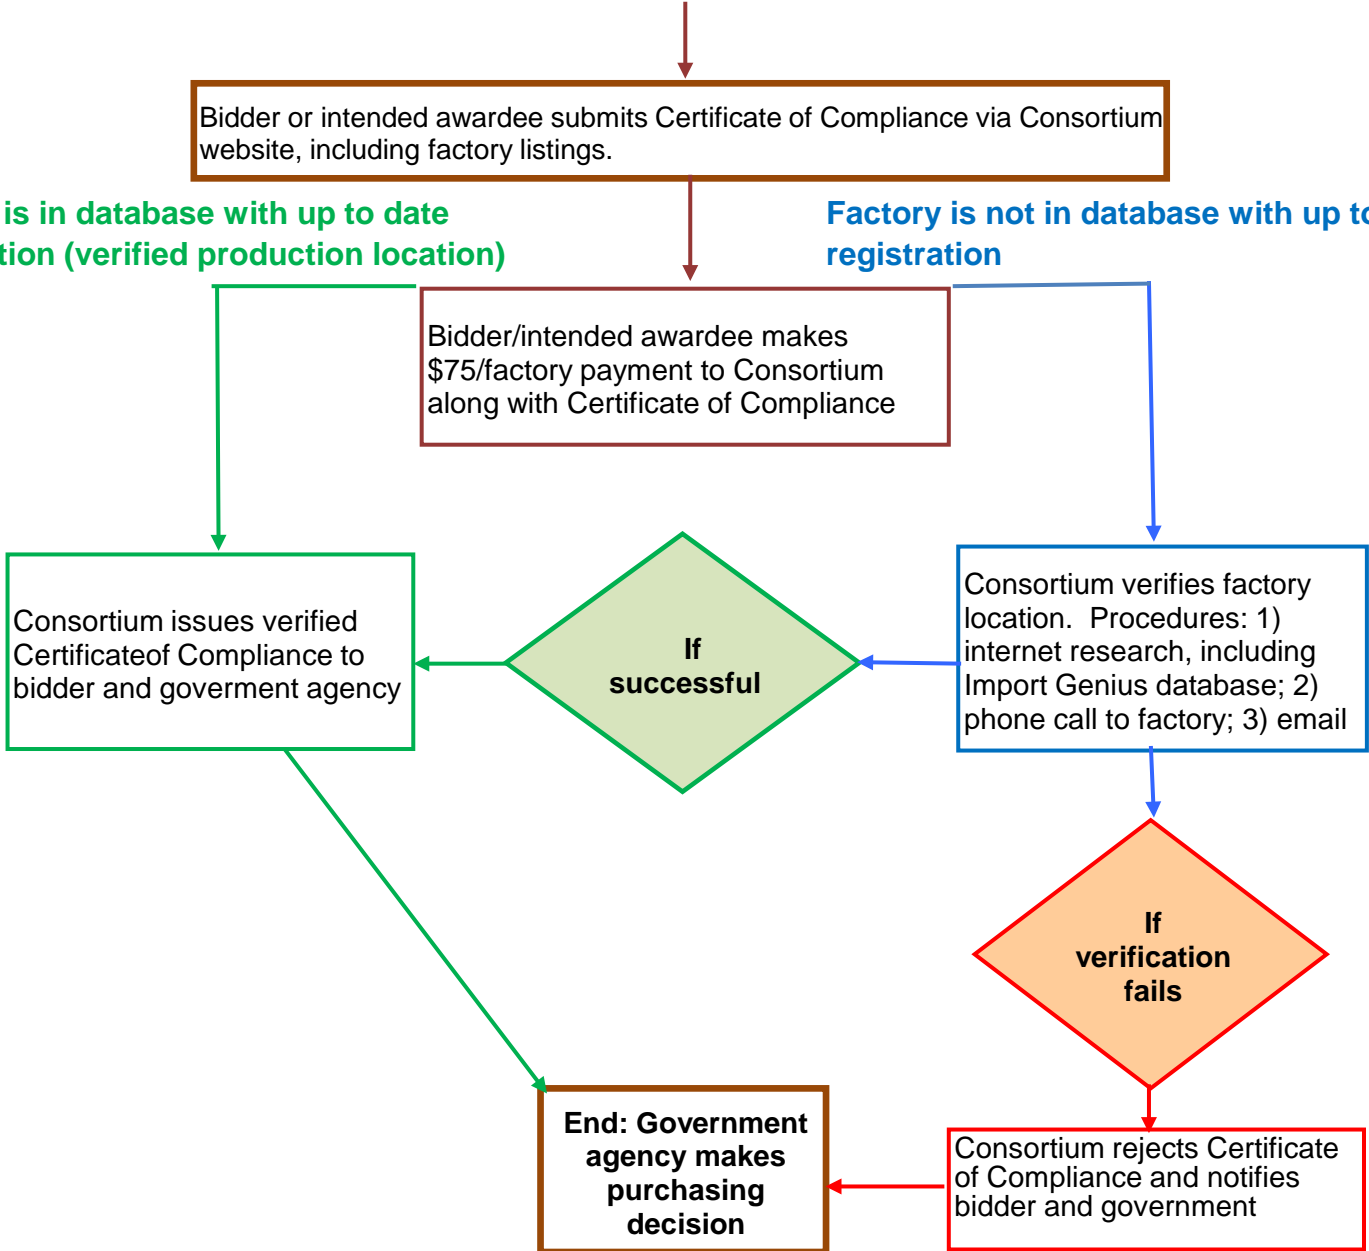 Bidder or intended awardee submits Certificate of Compliance via Consortium
website, including factory listings.
is in database with up to date
tion (verified production location)
Factory is not in database with up to
registration
Bidder/intended awardee makes
$75/factory payment to Consortium
along with Certificate of Compliance
Consortium issues verified
Certificateof Compliance to
bidder and goverment agency
If
successful
Consortium verifies factory
location.  Procedures: 1)
internet research, including
Import Genius database; 2)
phone call to factory; 3) email
If
verification
fails
End: Government
agency makes
purchasing
decision
Consortium rejects Certificate
of Compliance and notifies
bidder and government